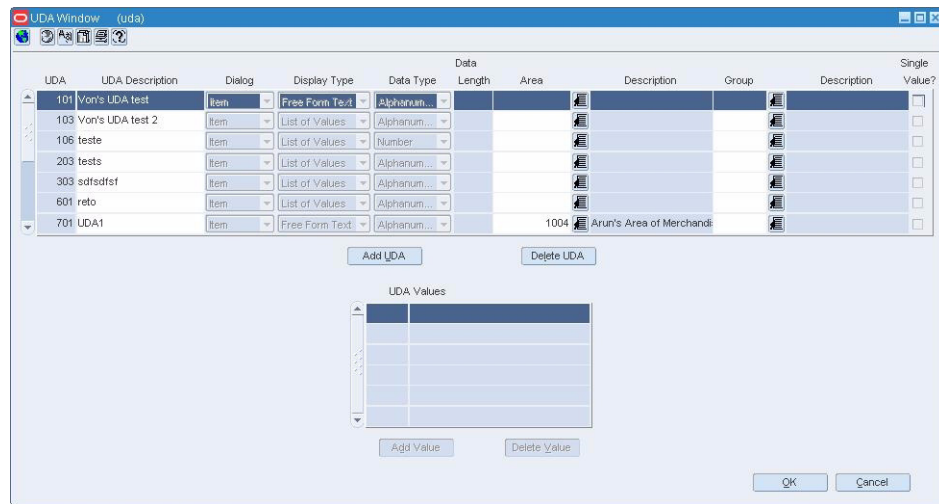 UDA Window (uda)
Data Single
UDA UDA Description Dialog Display Type Data Type Length Area Description Group Description Value?
101 Von's UDA test Item Free Form Text Alphanum...
103 Von's UDA test 2 Item List of Values Alphanum...
106 teste Item List of Values Number
203 tests Item List of Values Alphanum...
303 sdfsdfsf Item List of Values Alphanum...
601 reto Item List of Values Alphanum...
701 UDA1 Item Free Form Text Alphanum... 1004 Arun's Area of Merchandi
Add UDA Delete UDA
UDA Values
Add Value Delete Value
OK Cancel